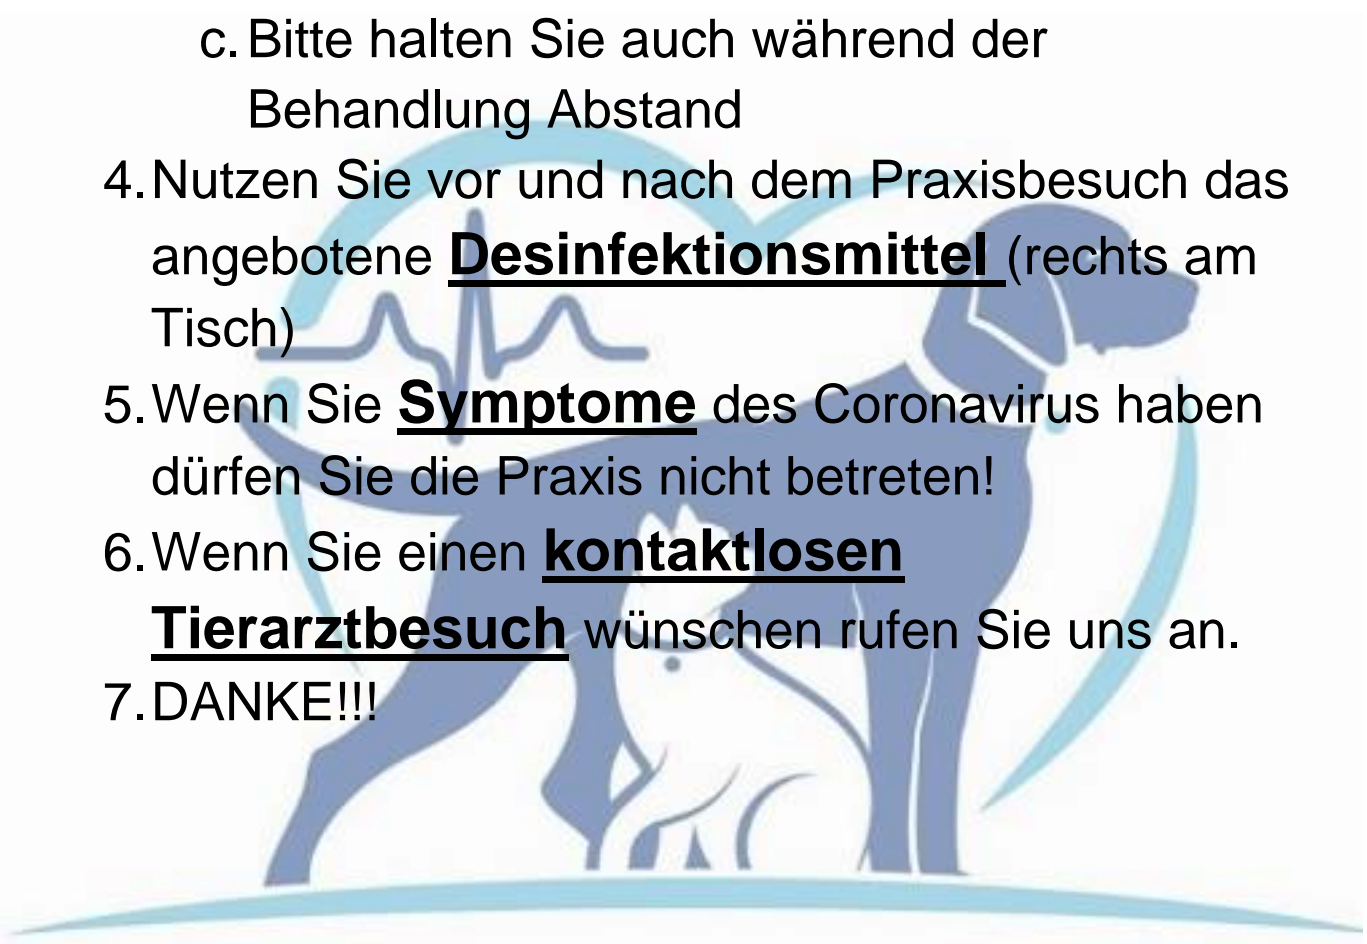 c. Bitte halten Sie auch während der
Behandlung Abstand
4. Nutzen Sie vor und nach dem Praxisbesuch das
angebotene Desinfektionsmittel (rechts am
Tisch)
5. Wenn Sie Symptome des Coronavirus haben
dürfen Sie die Praxis nicht betreten!
6. Wenn Sie einen kontaktlosen
Tierarztbesuch wünschen rufen Sie uns an.
7. DANKE!!!